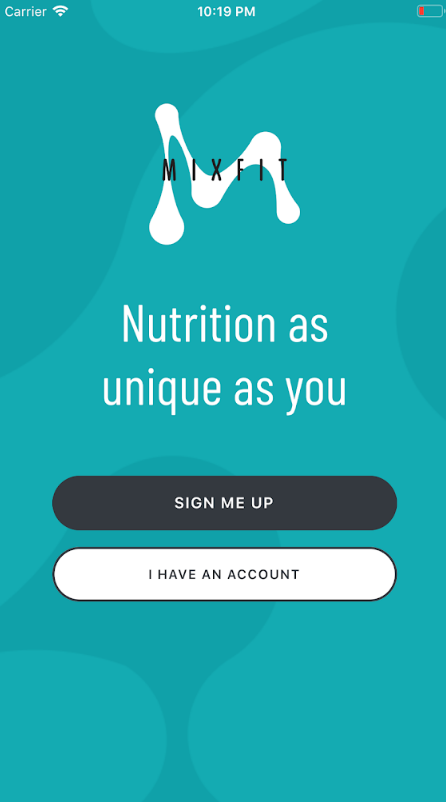 Carrier 10:19 PM
MIXFIT
Nutrition as
unique as you
SIGN ME UP
I HAVE AN ACCOUNT